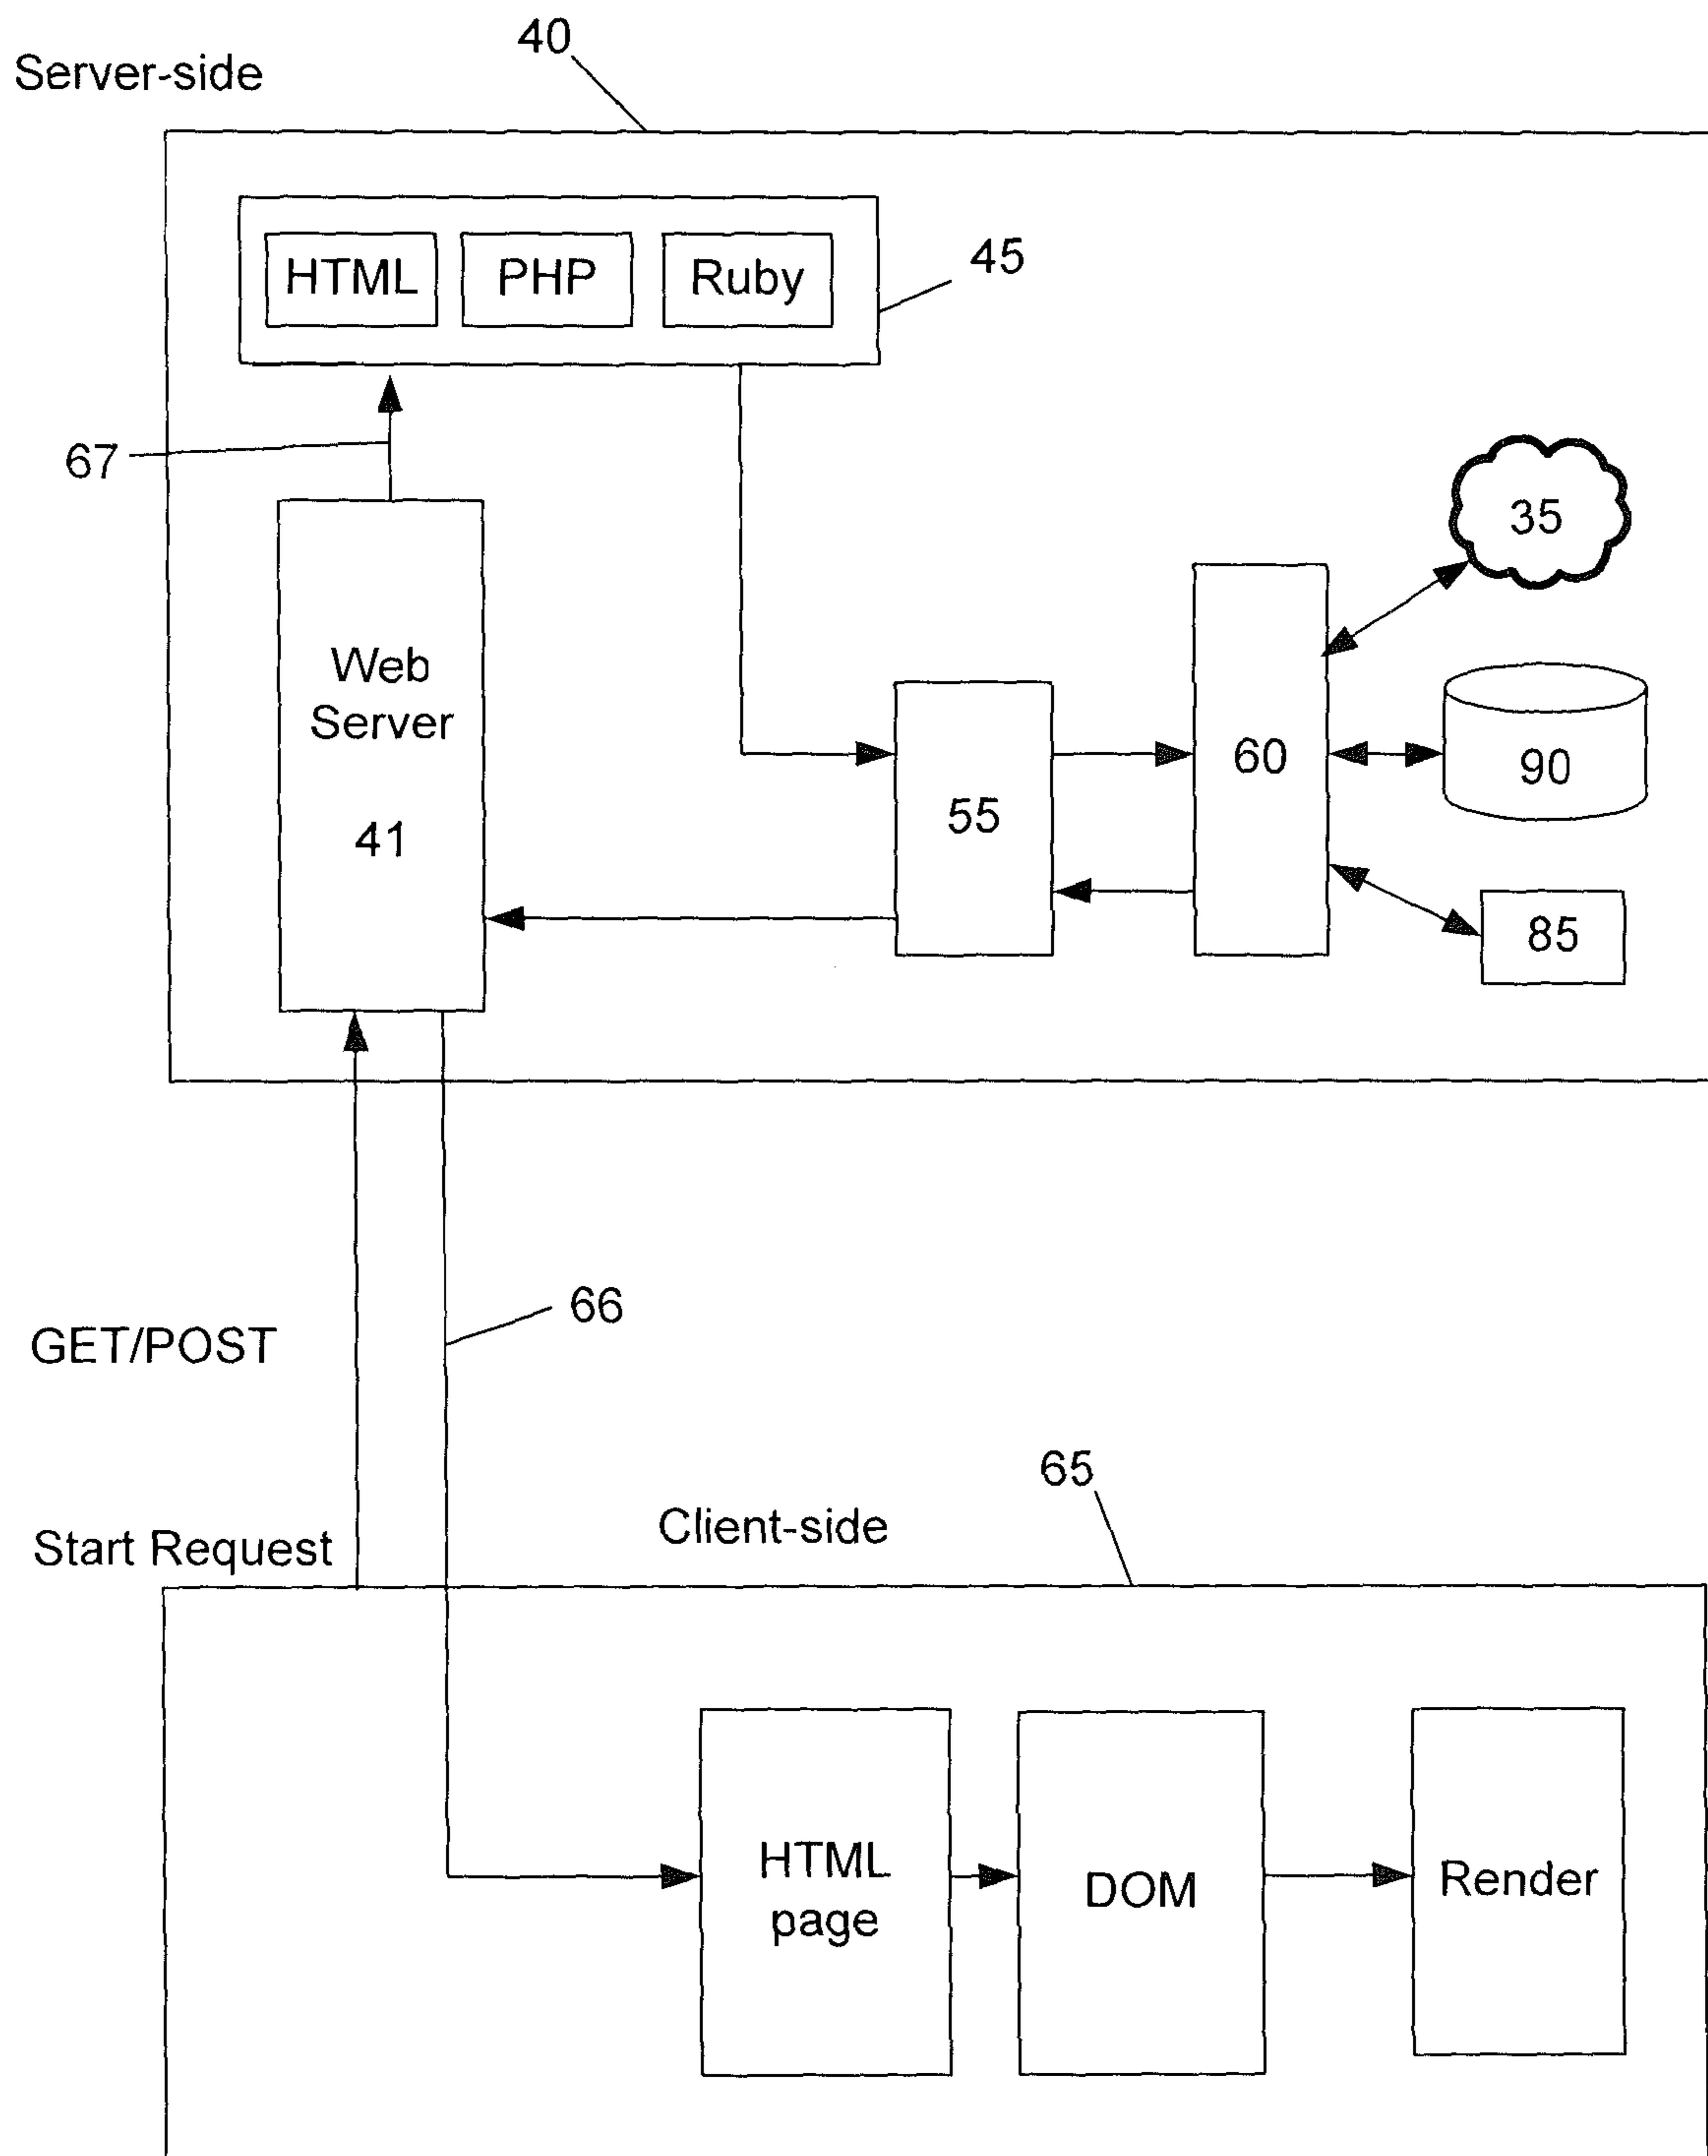 40
Server-side
HTML
PHP
Ruby
45
67
35
Web
Server
41
60
90
55
85
66
GET/POST
65
Client-side
Start Request
HTML
page
DOM
Render